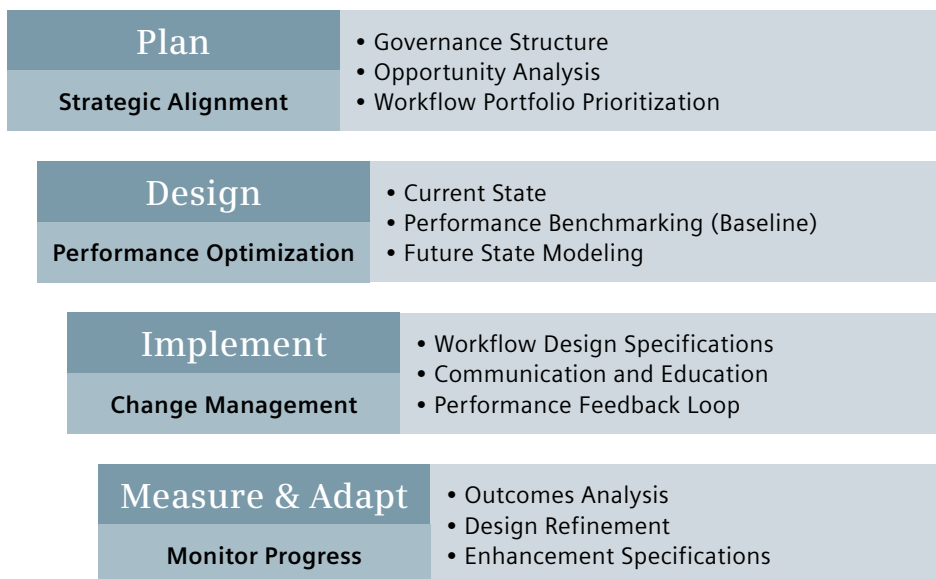 Plan
Strategic Alignment
• Governance Structure
• Opportunity Analysis
• Workflow Portfolio Prioritization
Design
Performance Optimization
• Current State
• Performance Benchmarking (Baseline)
• Future State Modeling
Implement
Change Management
• Workflow Design Specifications
• Communication and Education
• Performance Feedback Loop
Measure & Adapt
Monitor Progress
• Outcomes Analysis
• Design Refinement
• Enhancement Specifications